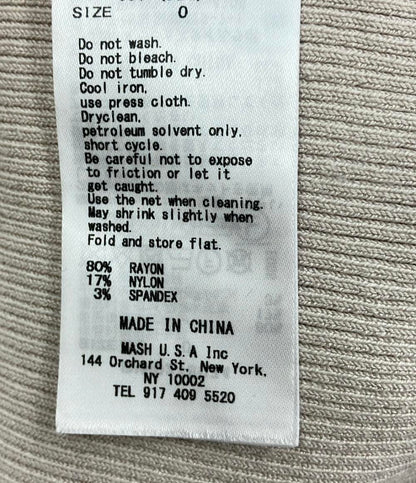 SIZE 0
Do not wash.
Do not bleach.
Do not tumble dry.
Cool iron,
use press cloth.
Dryclean,
petroleum solvent only,
short cycle.
Be careful not to expose
to friction or let it
get caught.
Use the net when cleaning.
May shrink slightly when
washed.
Fold and store flat.
80% RAYON
17% NYLON
3% SPANDEX
MADE IN CHINA
MASH U.S.A Inc
144 Orchard St. New York,
NY 10002
TEL 917 409 5520